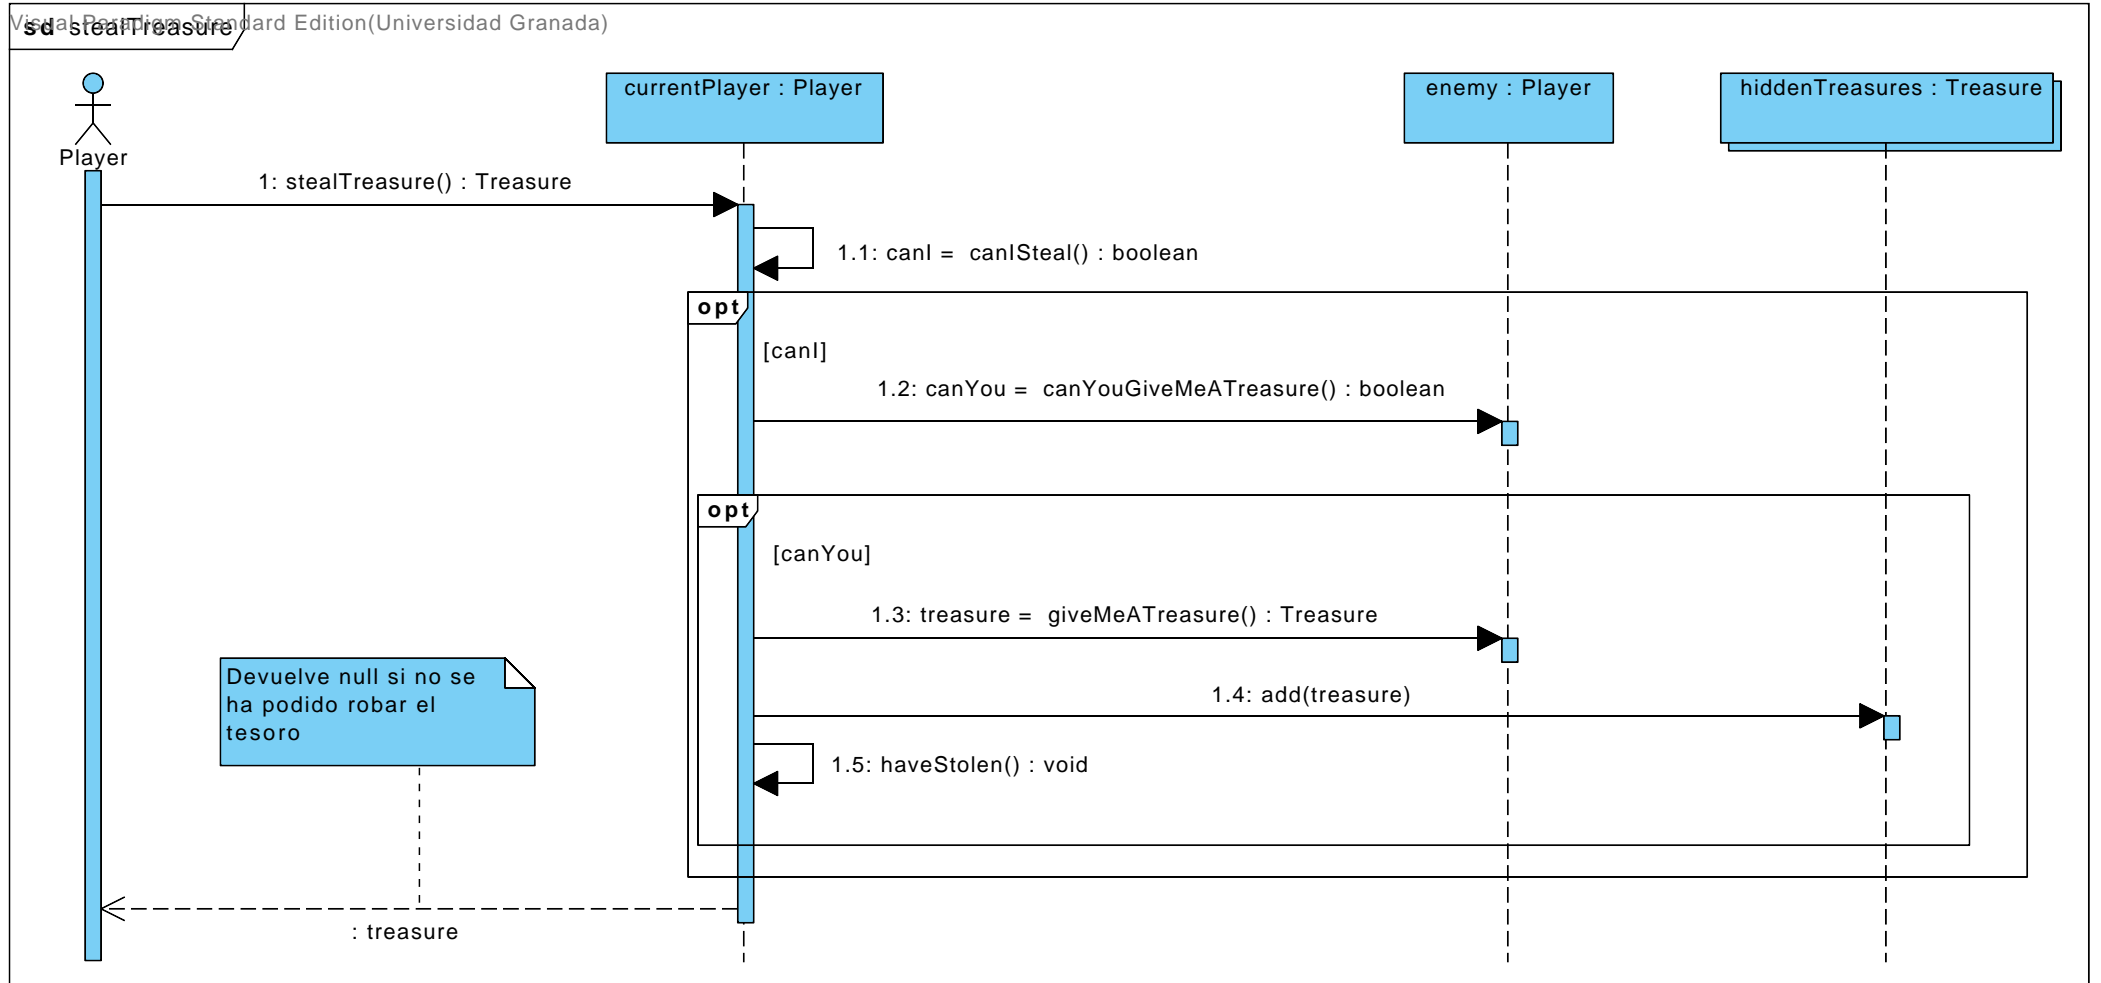 Visual Paradigm Standard Edition(Universidad Granada)
sd stealTreasure
currentPlayer : Player
enemy : Player
hiddenTreasures : Treasure
Player
1: stealTreasure() : Treasure
1.1: canI = canISteal() : boolean
opt
[canI]
1.2: canYou = canYouGiveMeATreasure() : boolean
opt
[canYou]
1.3: treasure = giveMeATreasure() : Treasure
Devuelve null si no se
ha podido robar el
tesoro
1.4: add(treasure)
1.5: haveStolen() : void
: treasure